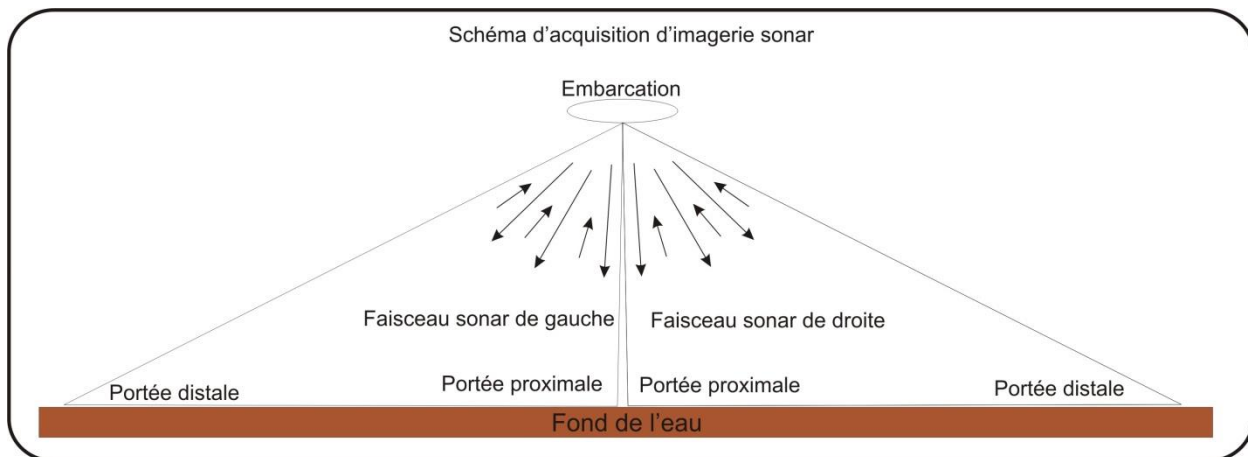 Schéma d'acquisition d'imagerie sonar
Embarcation
Faisceau sonar de gauche
Faisceau sonar de droite
Portée distale
Portée proximale
Portée proximale
Portée distale
Fond de l'eau